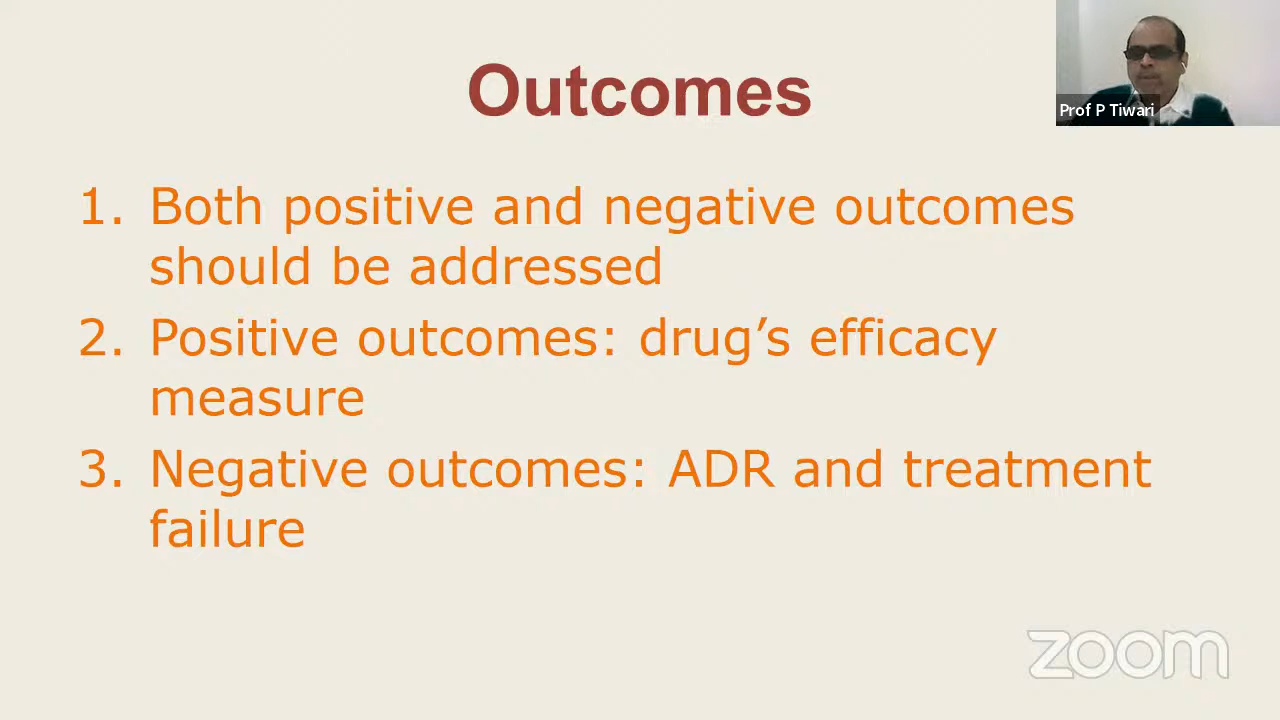 Outcomes
Prof P Tiwari
1. Both positive and negative outcomes
should be addressed
2. Positive outcomes: drug’s efficacy
measure
3. Negative outcomes: ADR and treatment
failure
zoom